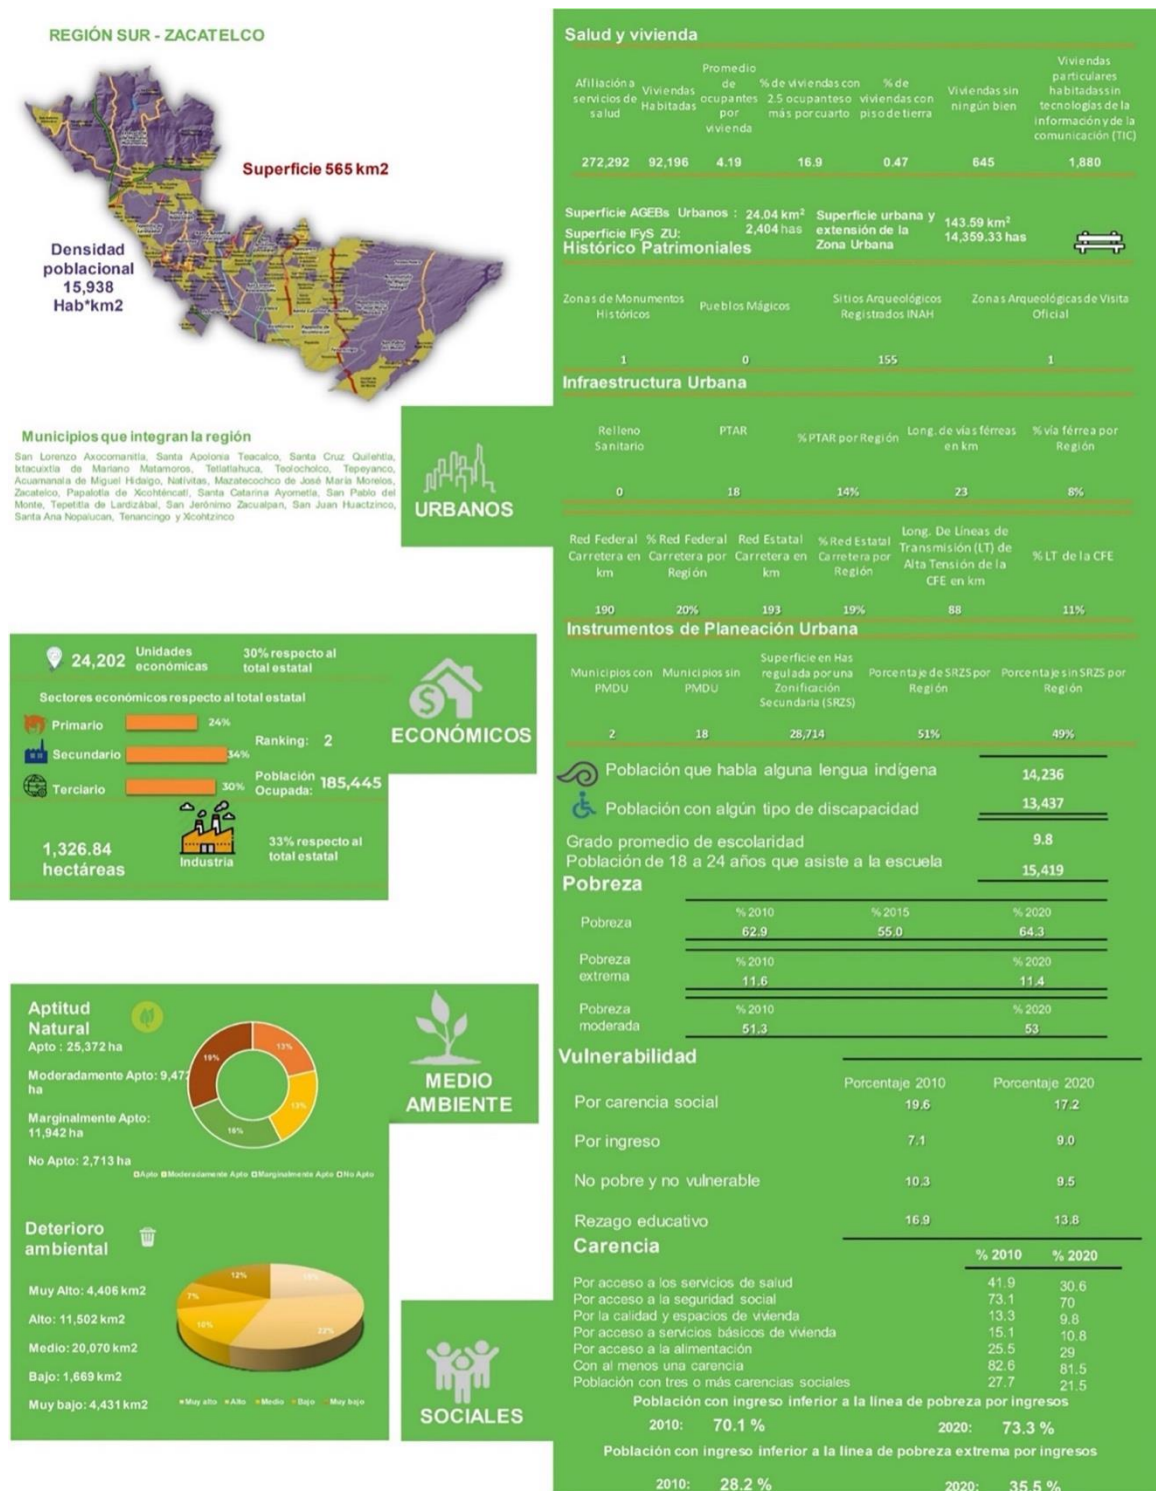 REGIÓN SUR - ZACATELCO
Superficie 565 km2
Densidad
poblacional
15,938
Hab*km2
Municipios que integran la región
San Lorenzo Axocomanitla, Santa Apolonia Teacalco, Santa Cruz Quilehtla,
Ixtacuixtla de Mariano Matamoros, Tetlatlahuca, Teolocholco, Tepeyanco,
Acuamanala de Miguel Hidalgo, Nativitas, Mazatecochco de José María Morelos,
Zacatelco, Papalotla de Xicohténcatl, Santa Catarina Ayometla, San Pablo del
Monte, Tepetitla de Lardizábal, San Jerónimo Zacualpan, San Juan Huactzinco,
Santa Ana Nopalucan, Tenancingo y Xicohtzinco
URBANOS
24,202 Unidades económicas 30% respecto al total estatal
Sectores económicos respecto al total estatal
Primario 24%
Secundario 34%
Terciario 30%
Ranking: 2
Población Ocupada: 185,445
1,326.84
hectáreas
Industria
33% respecto al
total estatal
ECONÓMICOS
Aptitud
Natural
Apto : 25,372 ha
Moderadamente Apto: 9,472
ha
Marginalmente Apto:
11,942 ha
No Apto: 2,713 ha
19%
13%
13%
16%
Apto Moderadamente Apto Marginalmente Apto No Apto
MEDIO
AMBIENTE
Deterioro
ambiental
Muy Alto: 4,406 km2
Alto: 11,502 km2
Medio: 20,070 km2
Bajo: 1,669 km2
Muy bajo: 4,431 km2
12%
7%
Muy alto Alto Medio Bajo Muy bajo
SOCIALES
Salud y vivienda
Afiliación a servicios de salud
Viviendas Habitadas
Promedio de ocupantes por vivienda
% de viviendas con 2.5 ocupantes o más por cuarto
% de viviendas con piso de tierra
Viviendas sin ningún bien
Viviendas particulares habitadas sin tecnologías de la información y de la comunicación (TIC)
272,292 92,196 4.19 16.9 0.47 645 1,880
Superficie AGEBs Urbanos : 24.04 km²
Superficie IFyS ZU: 2,404 has
Superficie urbana y extensión de la Zona Urbana
143.59 km²
14,359.33 has
Histórico Patrimoniales
Zonas de Monumentos Históricos
Pueblos Mágicos
Sitios Arqueológicos Registrados INAH
Zonas Arqueológicas de Visita Oficial
1 0 155 1
Infraestructura Urbana
Relleno Sanitario
PTAR
% PTAR por Región
Long. de vías férreas en km
% vía férrea por Región
0 18 14% 23 8%
Red Federal Carretera en km
% Red Federal Carretera por Región
Red Estatal Carretera en km
% Red Estatal Carretera por Región
Long. De Líneas de Transmisión (LT) de Alta Tensión de la CFE en km
% LT de la CFE
190 20% 193 19% 88 11%
Instrumentos de Planeación Urbana
Municipios con PMDU
Municipios sin PMDU
Superficie en Has regulada por una Zonificación Secundaria (SRZS)
Porcentaje de SRZS por Región
Porcentaje sin SRZS por Región
2 18 28,714 51% 49%
Población que habla alguna lengua indígena 14,236
Población con algún tipo de discapacidad 13,437
Grado promedio de escolaridad 9.8
Población de 18 a 24 años que asiste a la escuela 15,419
Pobreza
% 2010 % 2015 % 2020
Pobreza 62.9 55.0 64.3
% 2010 % 2020
Pobreza extrema 11.6 11.4
% 2010 % 2020
Pobreza moderada 51.3 53
Vulnerabilidad
Porcentaje 2010 Porcentaje 2020
Por carencia social 19.6 17.2
Por ingreso 7.1 9.0
No pobre y no vulnerable 10.3 9.5
Rezago educativo 16.9 13.8
Carencia
% 2010 % 2020
Por acceso a los servicios de salud 41.9 30.6
Por acceso a la seguridad social 73.1 70
Por la calidad y espacios de vivienda 13.3 9.8
Por acceso a servicios básicos de vivienda 15.1 10.8
Por acceso a la alimentación 25.5 29
Con al menos una carencia 82.6 81.5
Población con tres o más carencias sociales 27.7 21.5
Población con ingreso inferior a la línea de pobreza por ingresos
2010: 70.1 % 2020: 73.3 %
Población con ingreso inferior a la linea de pobreza extrema por ingresos
2010: 28.2 % 2020: 35.5 %